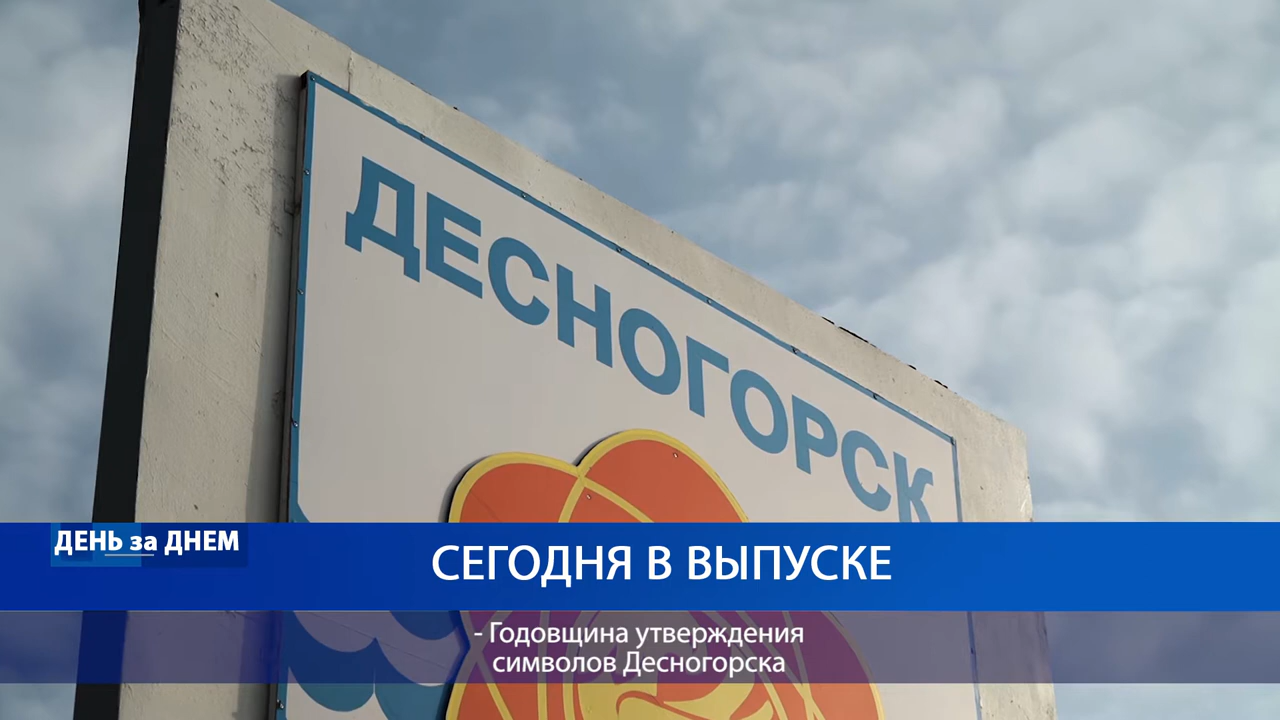 ДЕСНОГОРСК
ДЕНЬ за ДНЕМ
СЕГОДНЯ В ВЫПУСКЕ
- Годовщина утверждения
символов Десногорска